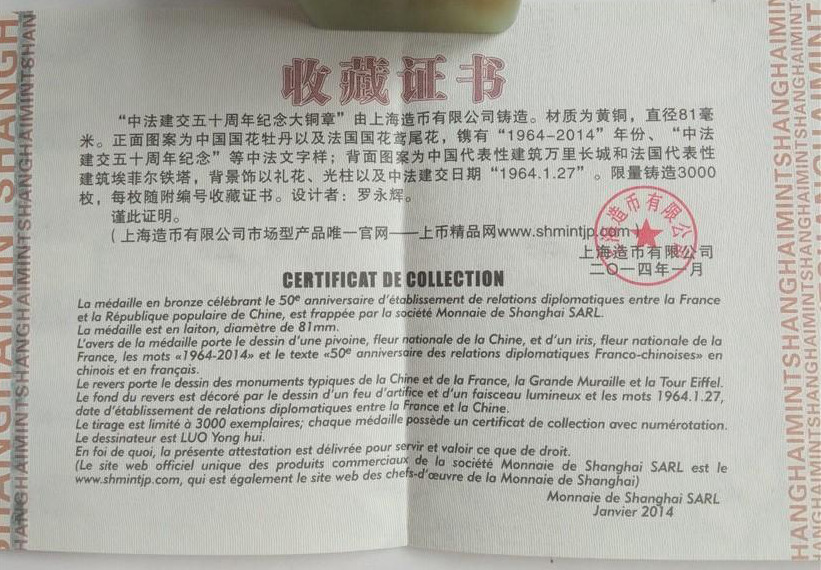 收藏证书
“中法建交五十周年纪念大铜章”由上海造币有限公司铸造。材质为黄铜，直径81毫
米。正面图案为中国国花牡丹以及法国国花鸢尾花，镌有“1964-2014”年份、“中法
建交五十周年纪念”等中法文字样；背面图案为中国代表性建筑万里长城和法国代表性
建筑埃菲尔铁塔，背景饰以礼花、光柱以及中法建交日期“1964.1.27”。限量铸造3000
枚，每枚随附编号收藏证书。设计者：罗永辉。
谨此证明。
（上海造币有限公司市场型产品唯一官网——上币精品网www.shmintjp.com）
上海造币有限公司
上海造币有限公司
二〇一四年一月
CERTIFICAT DE COLLECTION
La médaille en bronze célébrant le 50e anniversaire d’établissement de relations diplomatiques entre la France
et la République populaire de Chine, est frappée par la société Monnaie de Shanghai SARL.
La médaille est en laiton, diamètre de 81mm.
L’avers de la médaille porte le dessin d’une pivoine, fleur nationale de la Chine, et d’un iris, fleur nationale de la
France, les mots «1964-2014» et le texte «50e anniversaire des relations diplomatiques Franco-chinoises» en
chinois et en français.
Le revers porte le dessin des monuments typiques de la Chine et de la France, la Grande Muraille et la Tour Eiffel.
Le fond du revers est décoré par le dessin d’un feu d’artifice et d’un faisceau lumineux et les mots 1964.1.27,
date d’établissement de relations diplomatiques entre la France et la Chine.
Le tirage est limité à 3000 exemplaires; chaque médaille possède un certificat de collection avec numérotation.
Le dessinateur est LUO Yong hui.
En foi de quoi, la présente attestation est délivrée pour servir et valoir ce que de droit.
(Le site web officiel unique des produits commerciaux de la société Monnaie de Shanghai SARL est le
www.shmintjp.com, qui est également le site web des chefs-d’œuvre de la Monnaie de Shanghai)
Monnaie de Shanghai SARL
Janvier 2014
SHANGHAIMINTSHANGHAIMINTSHANGHAIMINT